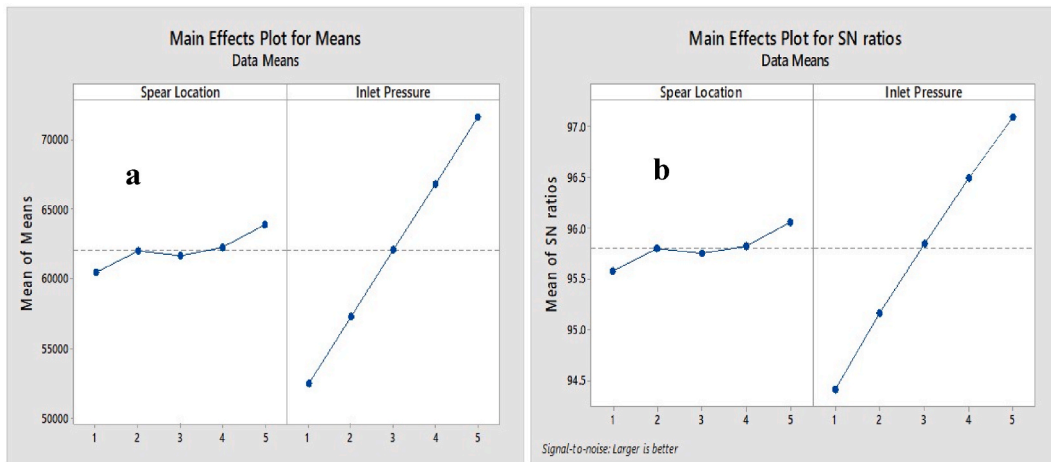 Main Effects Plot for Means
Data Means
Spear Location
Inlet Pressure
a
Mean of Means
70000
65000
60000
55000
50000
1 2 3 4 5
1 2 3 4 5
Main Effects Plot for SN ratios
Data Means
Spear Location
Inlet Pressure
b
Mean of SN ratios
97.0
96.5
96.0
95.5
95.0
94.5
1 2 3 4 5
1 2 3 4 5
Signal-to-noise: Larger is better